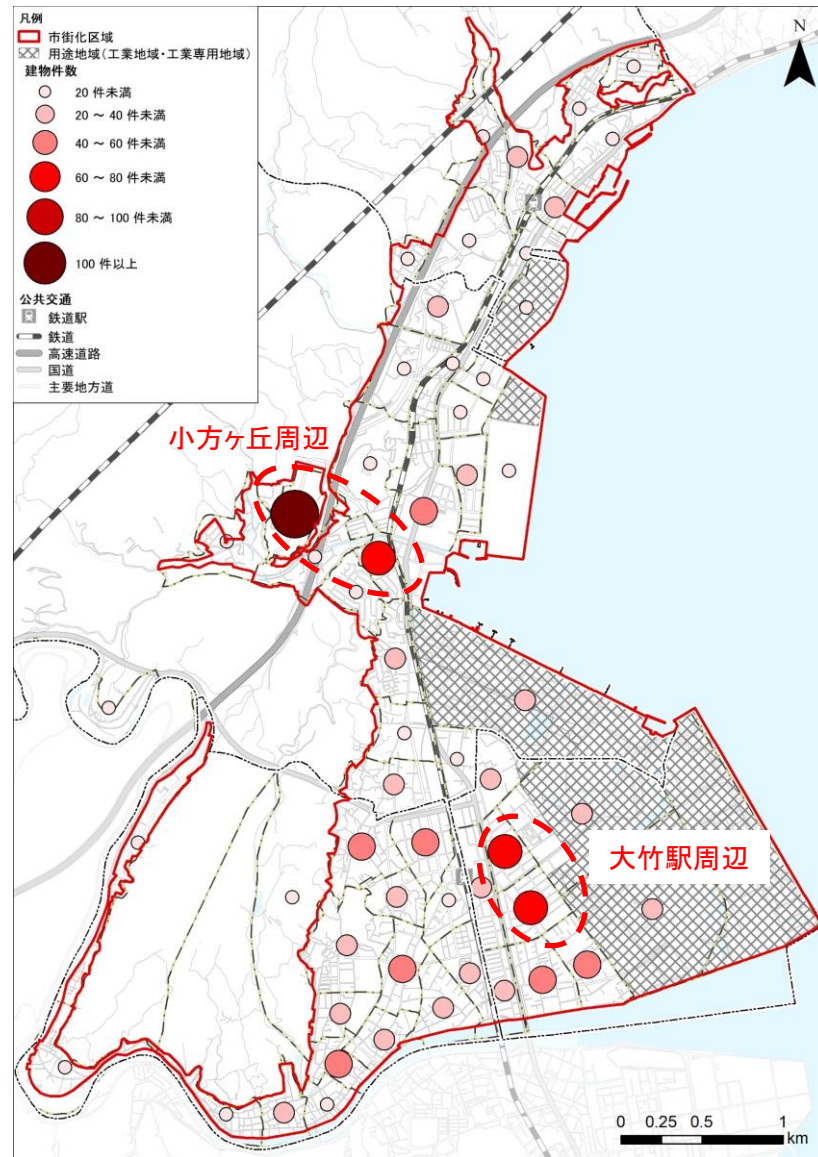 凡例
市街化区域
用途地域(工業地域・工業専用地域)
建物件数
20 件未満
20 ～ 40 件未満
40 ～ 60 件未満
60 ～ 80 件未満
80 ～ 100 件未満
100 件以上
公共交通
鉄道駅
鉄道
高速道路
国道
主要地方道
N
小方ヶ丘周辺
大竹駅周辺
0 0.25 0.5 1
km